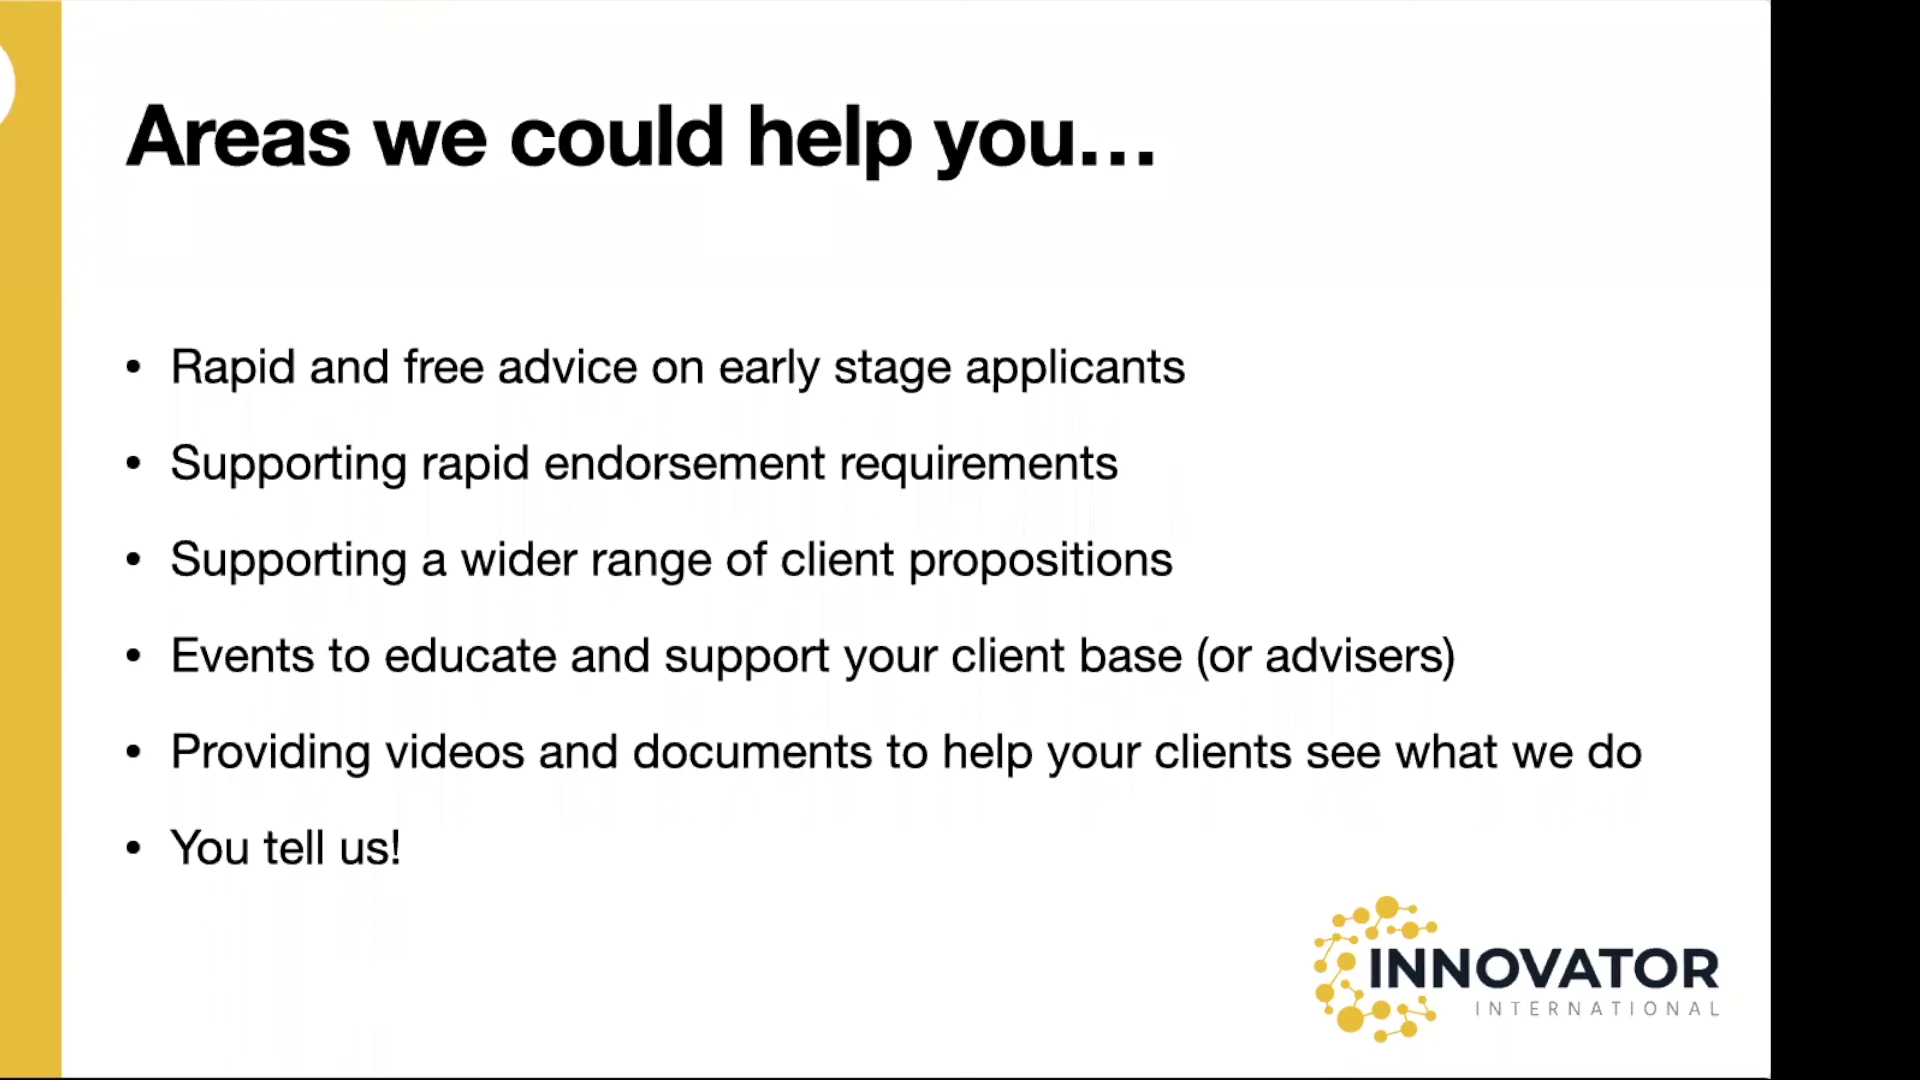 Areas we could help you…
• Rapid and free advice on early stage applicants
• Supporting rapid endorsement requirements
• Supporting a wider range of client propositions
• Events to educate and support your client base (or advisers)
• Providing videos and documents to help your clients see what we do
• You tell us!
INNOVATOR
INTERNATIONAL